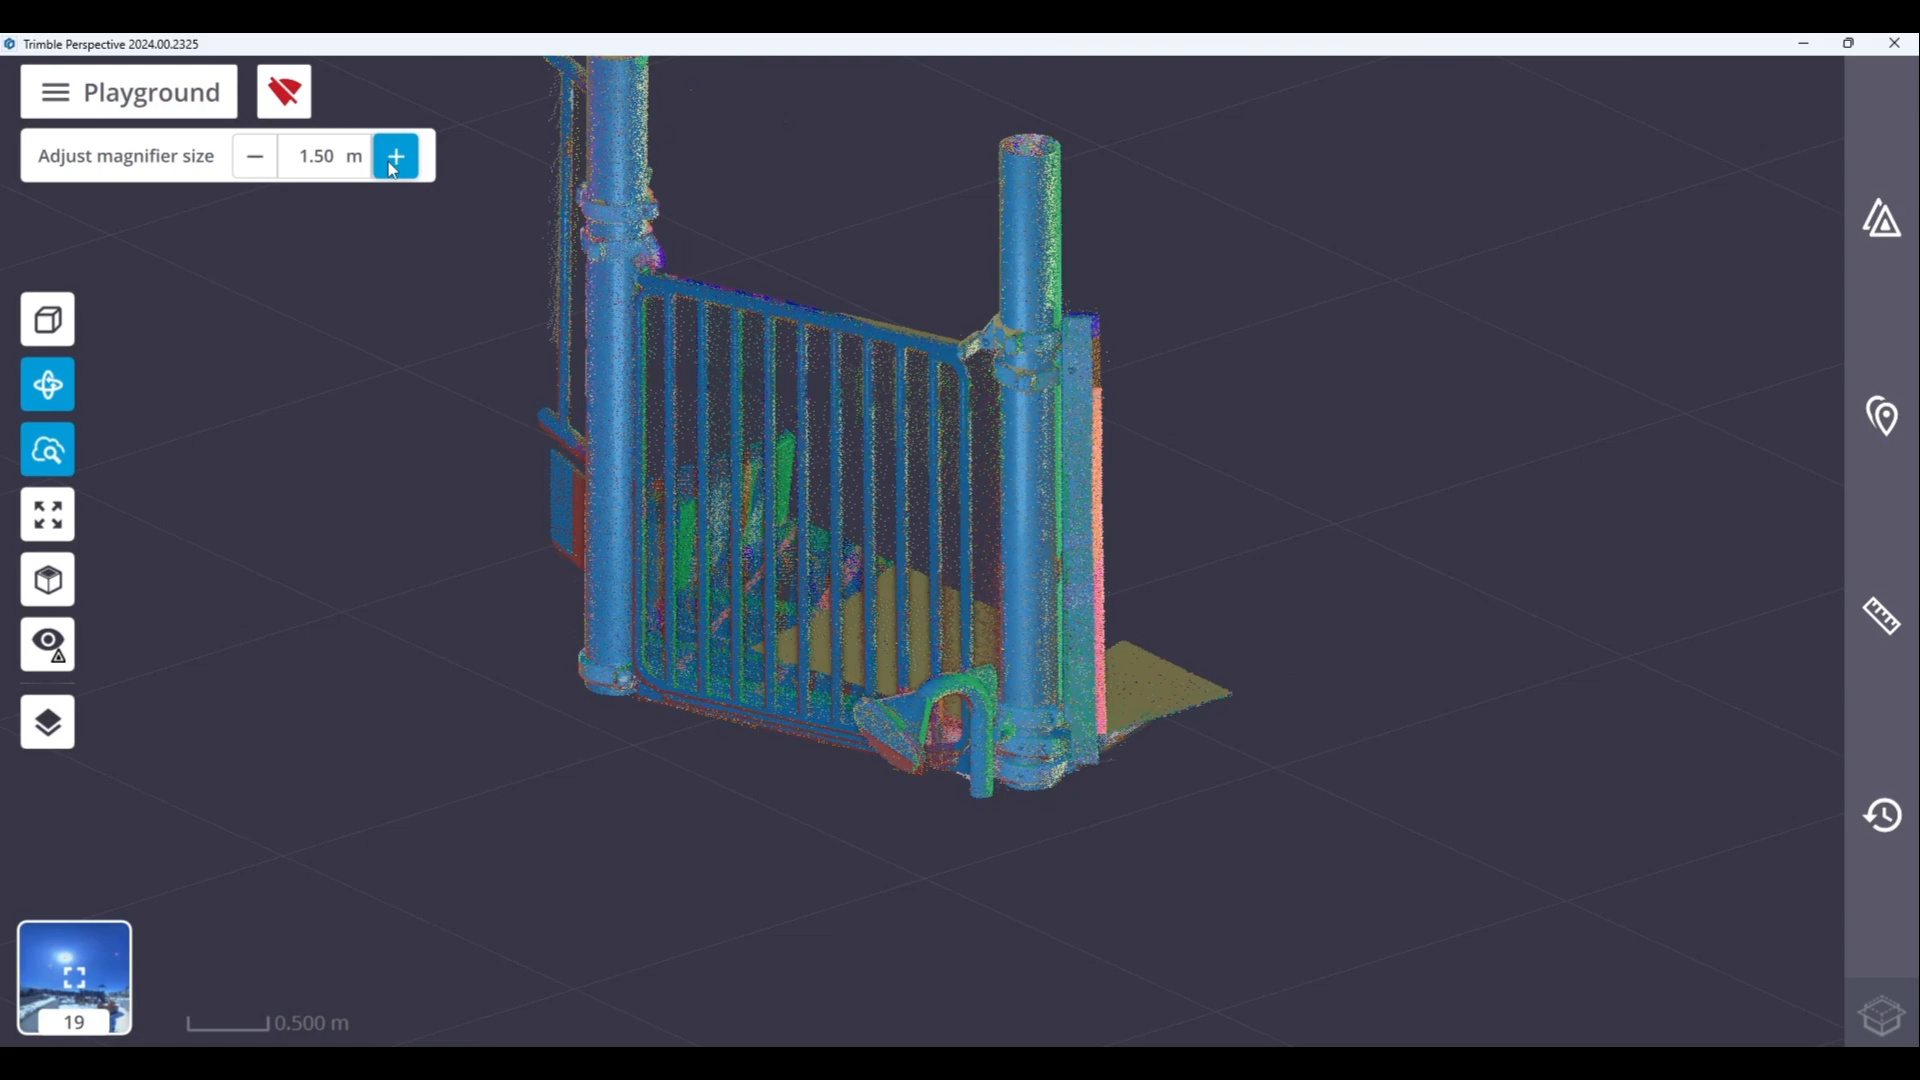 Trimble Perspective 2024.00.2325
Playground
Adjust magnifier size − 1.50 m +
19
0.500 m